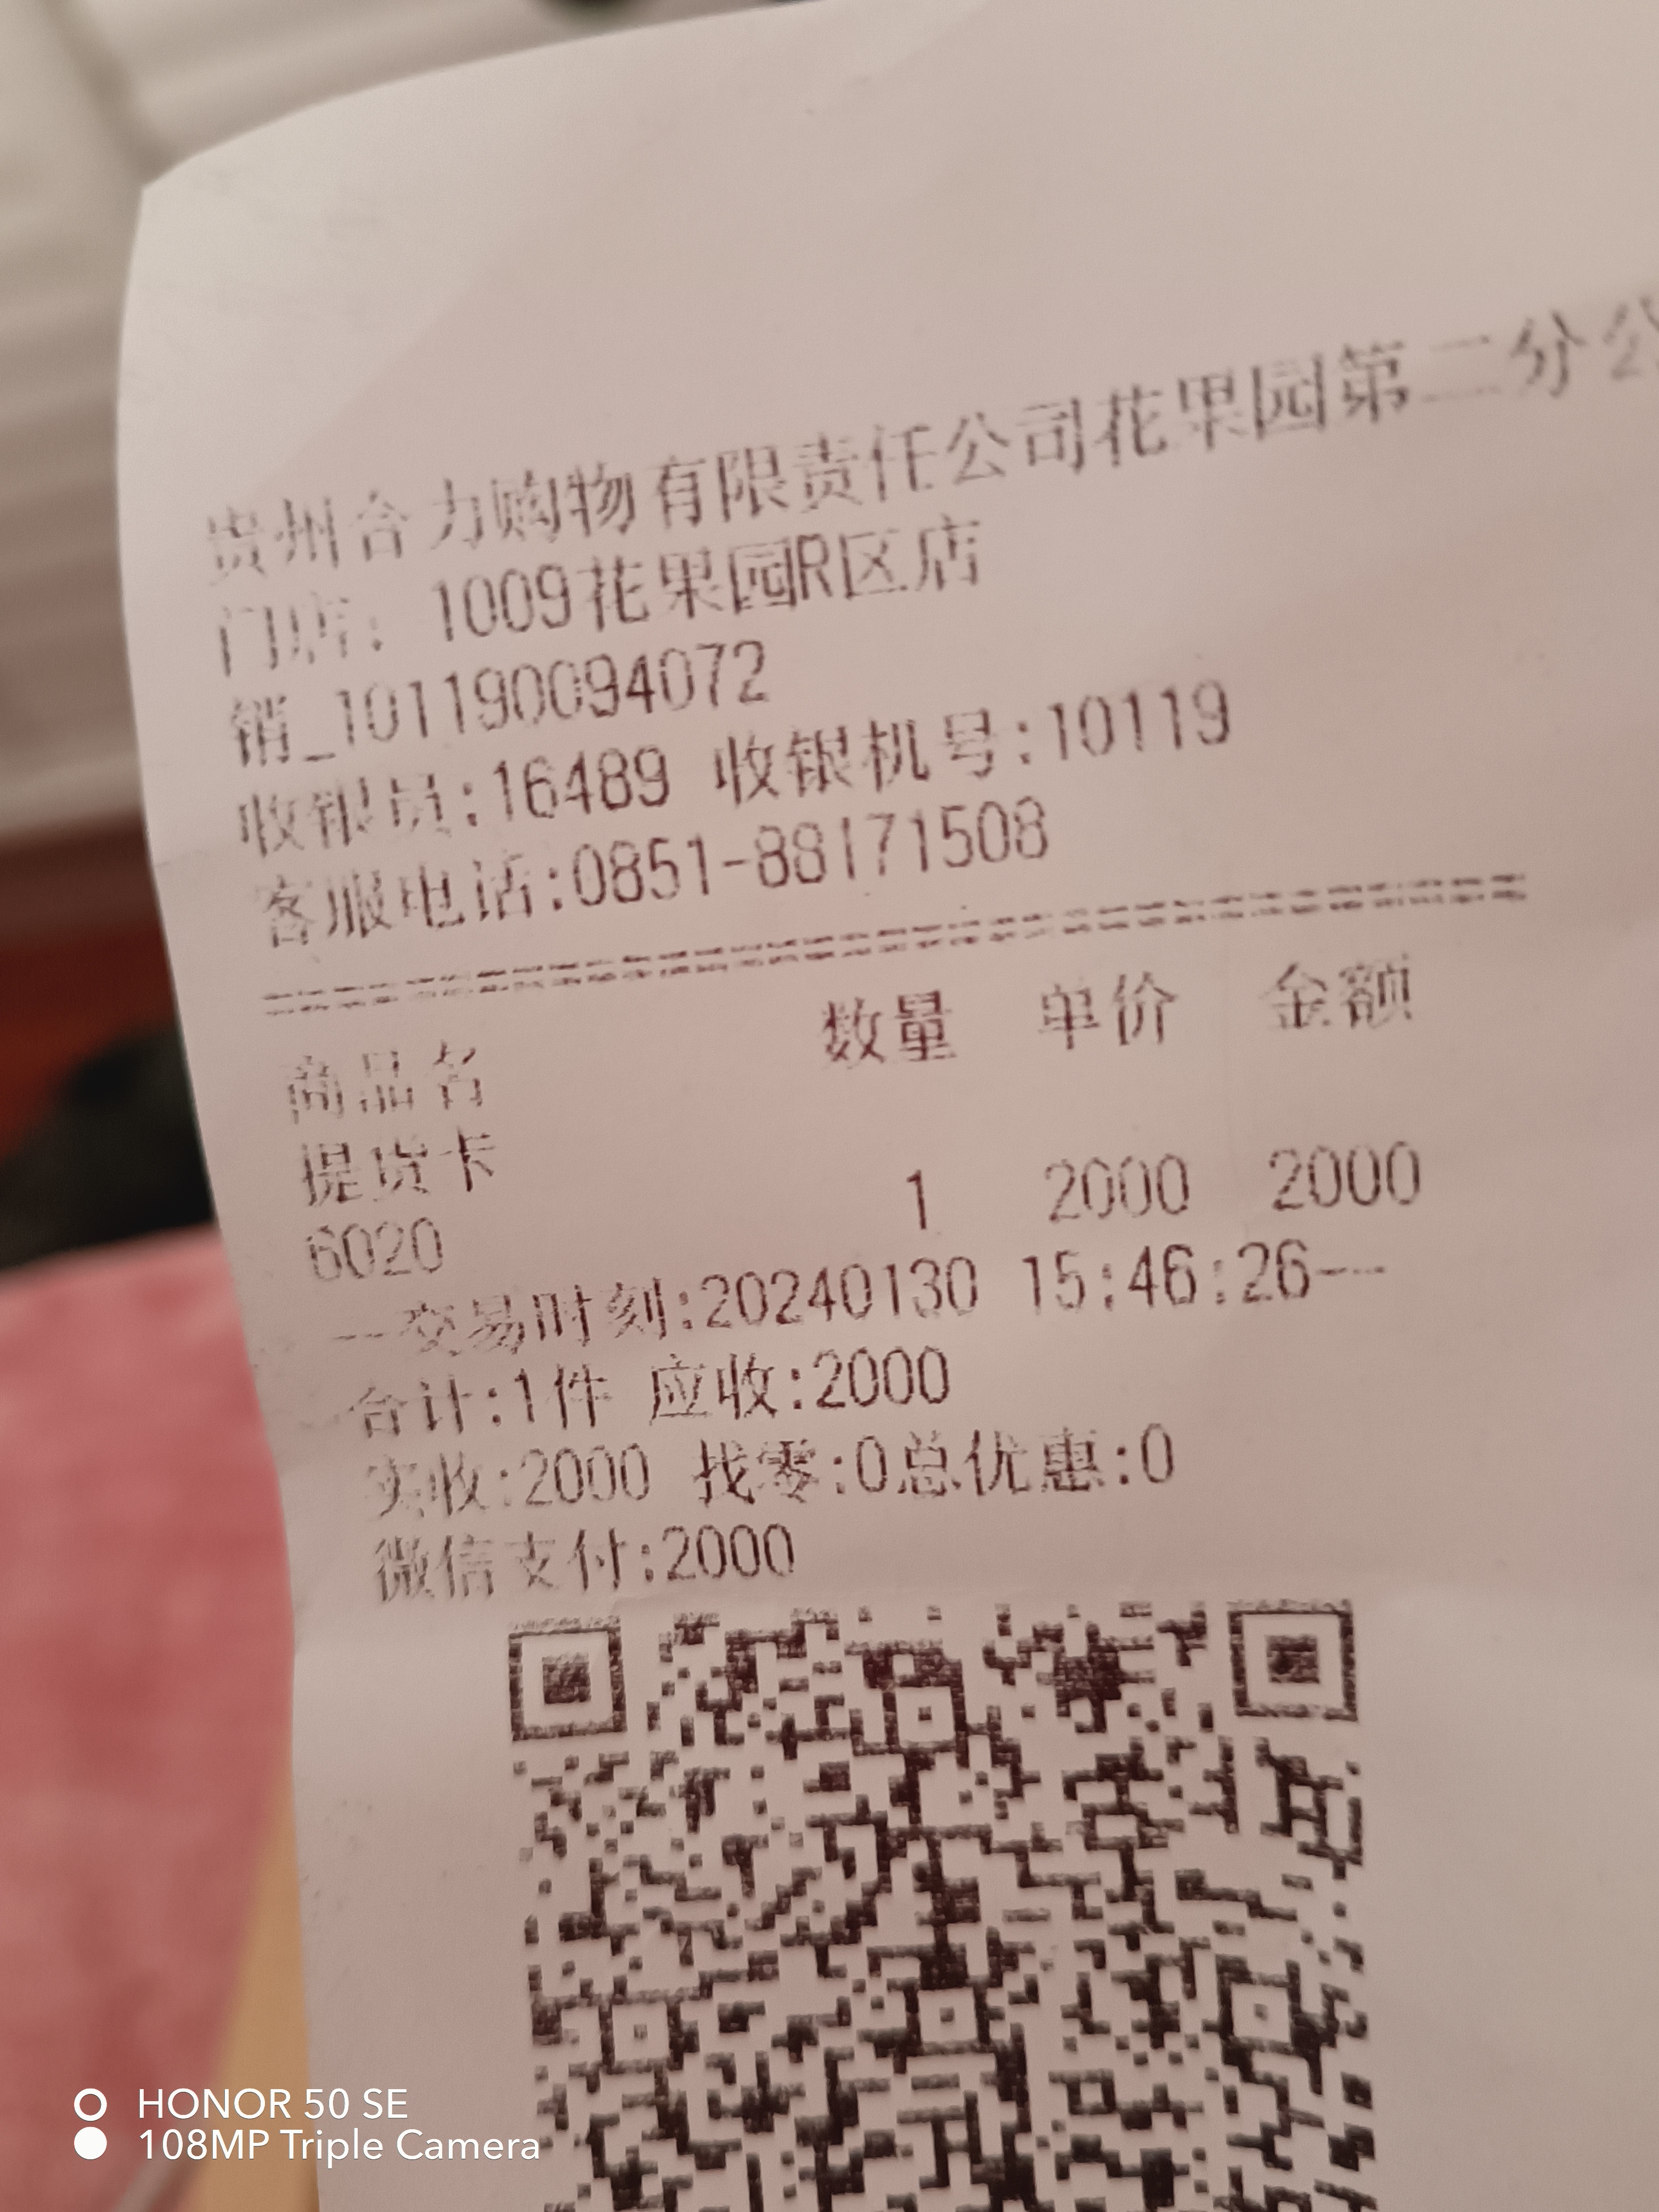 贵州合力购物有限责任公司花果园第二分公
门店: 1009花果园R区店
销_101190094072
收银员:16489 收银机号:10119
客服电话:0851-88171508
================================
商品名 数量 单价 金额
提货卡
6020 1 2000 2000
--交易时刻:20240130 15:46:26---
合计:1件 应收:2000
实收:2000 找零:0总优惠:0
微信支付:2000
HONOR 50 SE
108MP Triple Camera